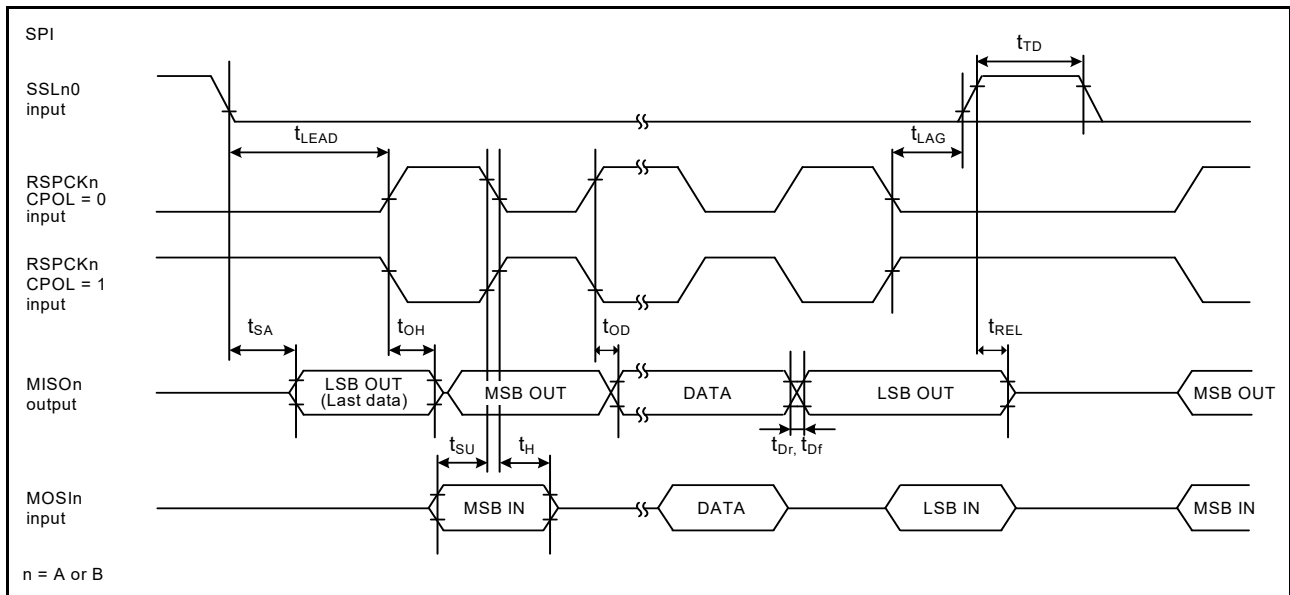 SPI
tTD
SSLn0
input
tLEAD
tLAG
RSPCKn
CPOL = 0
input
RSPCKn
CPOL = 1
input
tSA
tOH
tOD
tREL
MISOn
output
LSB OUT
(Last data)
MSB OUT
DATA
LSB OUT
MSB OUT
tSU
tH
tDr, tDf
MOSIn
input
MSB IN
DATA
LSB IN
MSB IN
n = A or B